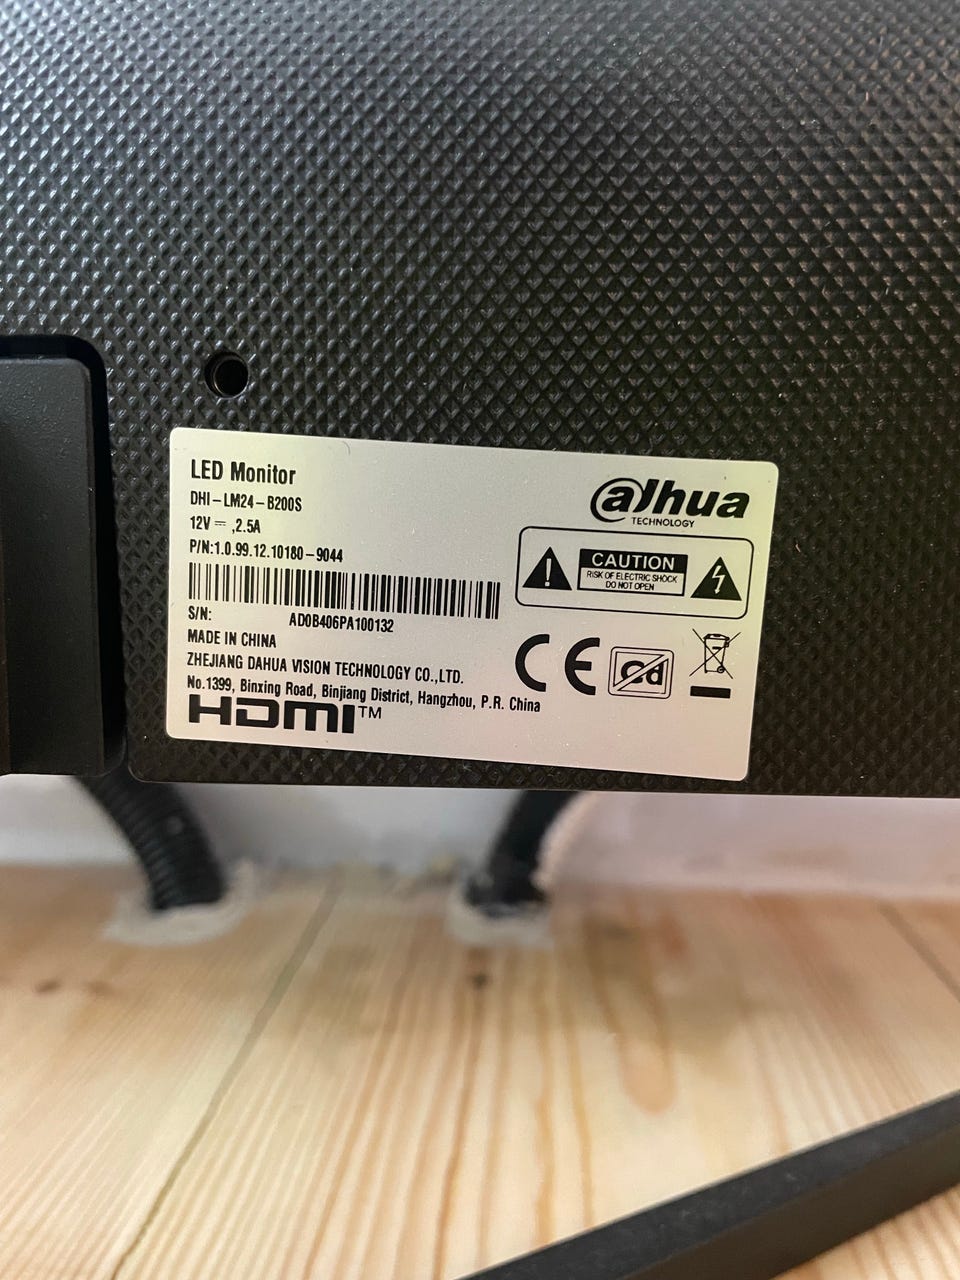 LED Monitor
DHI-LM24-B200S
12V⎓,2.5A
P/N:1.0.99.12.10180-9044
S/N: AD0B406PA100132
MADE IN CHINA
ZHEJIANG DAHUA VISION TECHNOLOGY CO.,LTD.
No.1399, Binxing Road, Binjiang District, Hangzhou, P.R. China
HDMI™
alhua
TECHNOLOGY
CAUTION
RISK OF ELECTRIC SHOCK
DO NOT OPEN
CE
Cd